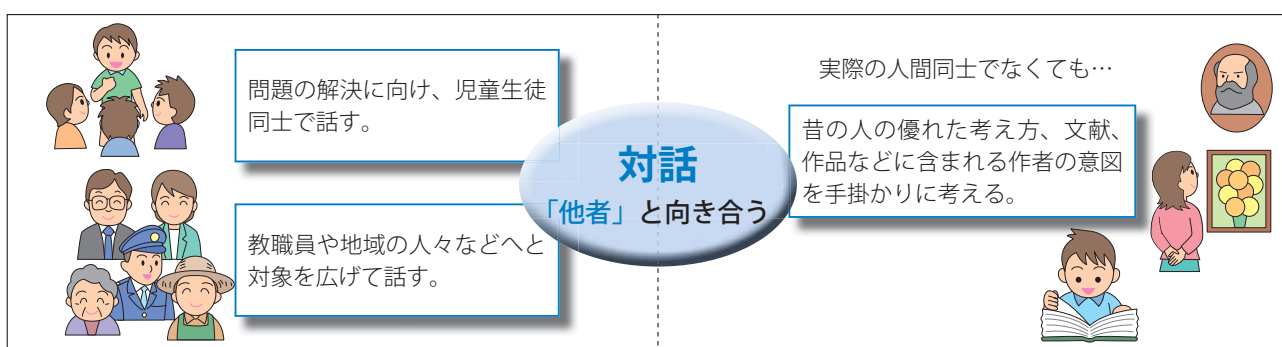 問題の解決に向け、児童生徒
同士で話す。
教職員や地域の人々などへと
対象を広げて話す。
対話
「他者」と向き合う
実際の人間同士でなくても…
昔の人の優れた考え方、文献、
作品などに含まれる作者の意図
を手掛かりに考える。